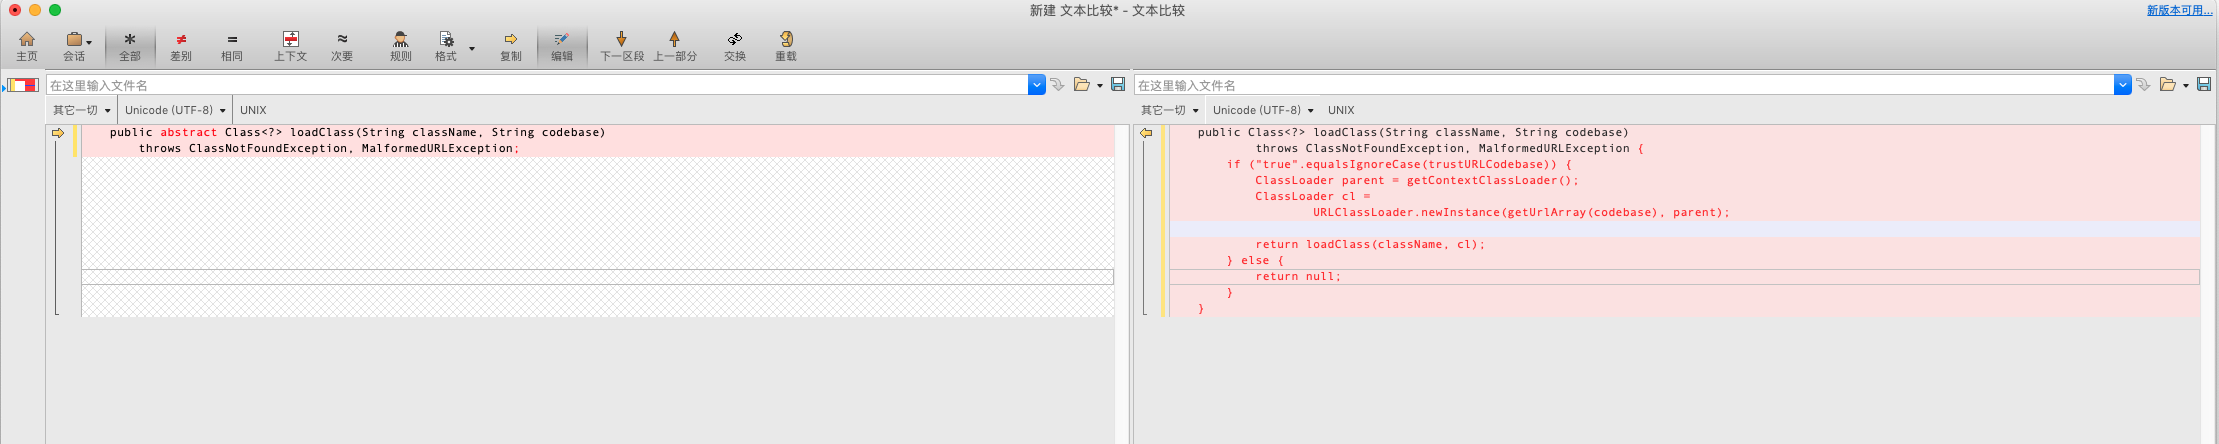 新建 文本比较* - 文本比较
新版本可用...
主页 会话 全部 差别 相同 上下文 次要 规则 格式 复制 编辑 下一区段 上一部分 交换 重载
在这里输入文件名
其它一切 Unicode (UTF-8) UNIX
public abstract Class<?> loadClass(String className, String codebase)
throws ClassNotFoundException, MalformedURLException;
在这里输入文件名
其它一切 Unicode (UTF-8) UNIX
public Class<?> loadClass(String className, String codebase)
throws ClassNotFoundException, MalformedURLException {
if ("true".equalsIgnoreCase(trustURLCodebase)) {
ClassLoader parent = getContextClassLoader();
ClassLoader cl =
URLClassLoader.newInstance(getUrlArray(codebase), parent);
return loadClass(className, cl);
} else {
return null;
}
}